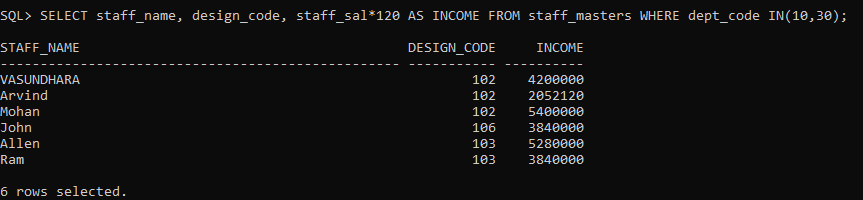 SQL> SELECT staff_name, design_code, staff_sal*120 AS INCOME FROM staff_masters WHERE dept_code IN(10,30);
STAFF_NAME                                         DESIGN_CODE     INCOME
-------------------------------------------------- ----------- ----------
VASUNDHARA                                                 102    4200000
Arvind                                                     102    2052120
Mohan                                                      102    5400000
John                                                       106    3840000
Allen                                                      103    5280000
Ram                                                        103    3840000
6 rows selected.